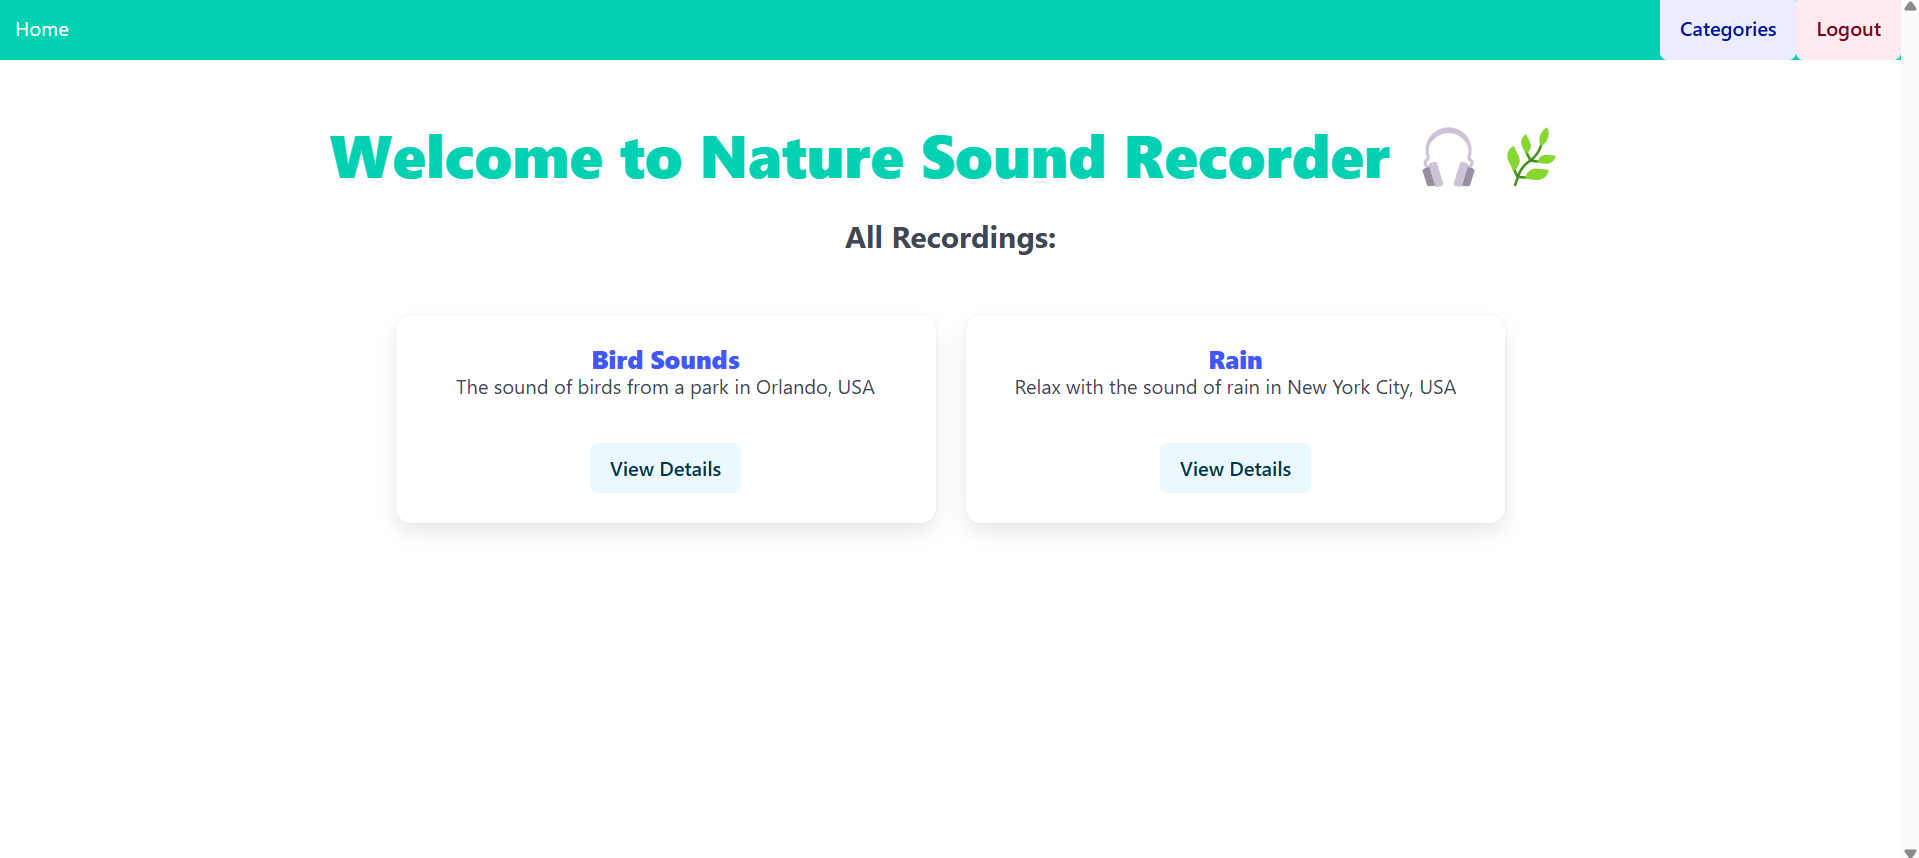 Home
Categories
Logout
Welcome to Nature Sound Recorder 🎧 🌿
All Recordings:
Bird Sounds
The sound of birds from a park in Orlando, USA
View Details
Rain
Relax with the sound of rain in New York City, USA
View Details